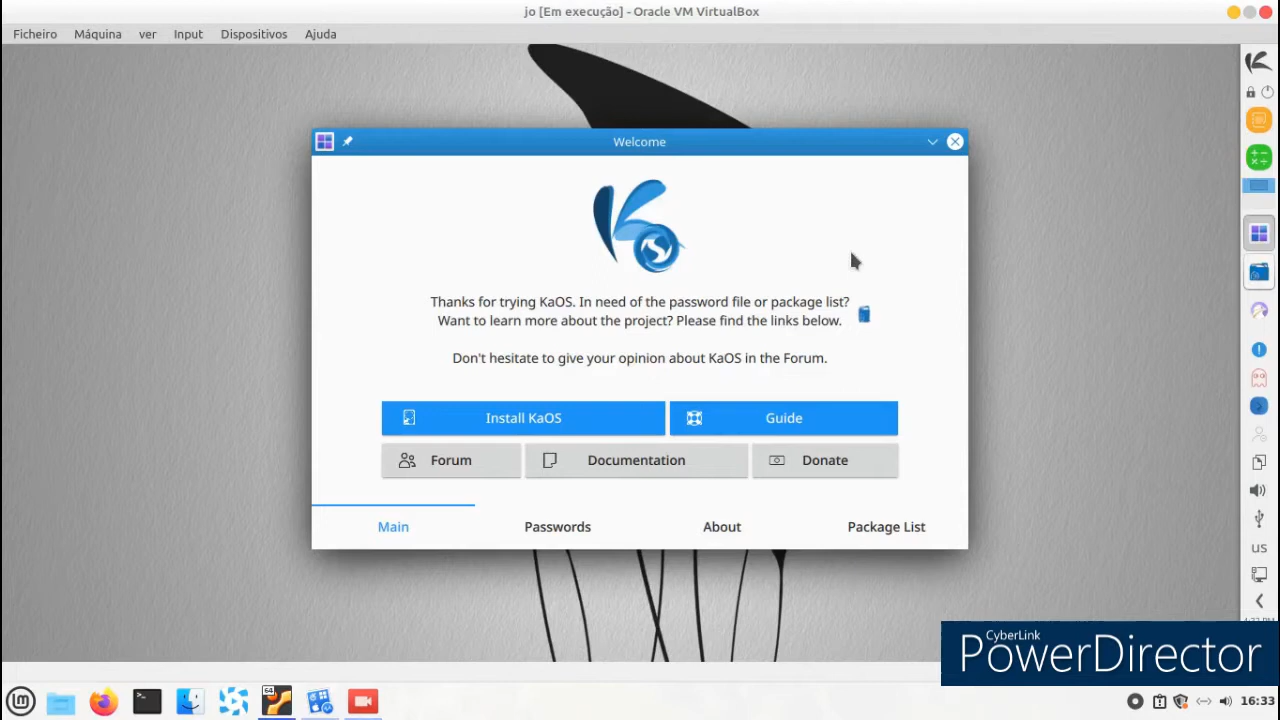 jo [Em execução] - Oracle VM VirtualBox
Ficheiro Máquina ver Input Dispositivos Ajuda
Welcome
Thanks for trying KaOS. In need of the password file or package list?
Want to learn more about the project? Please find the links below.
Don't hesitate to give your opinion about KaOS in the Forum.
Install KaOS Guide
Forum Documentation Donate
Main Passwords About Package List
US
CyberLink
PowerDirector
64
16:33